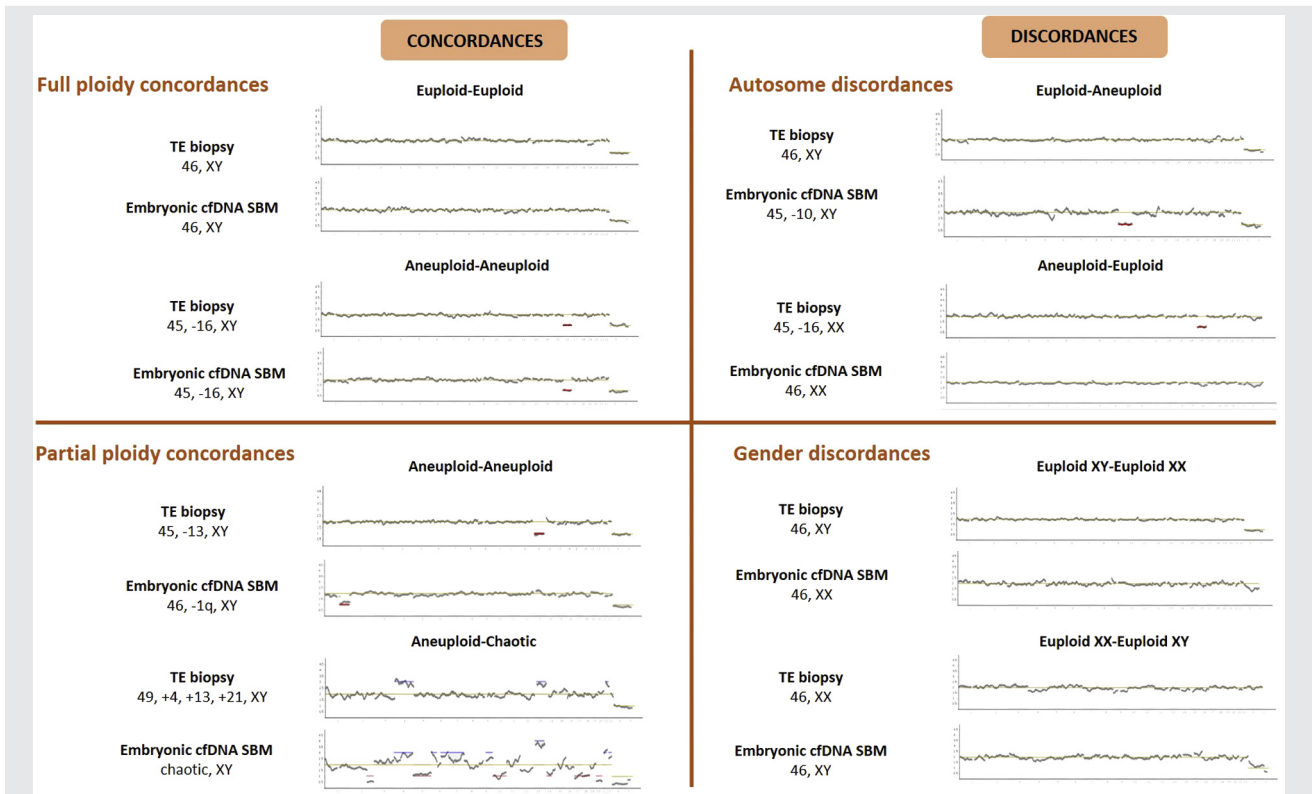 CONCORDANCES
DISCORDANCES
Full ploidy concordances
Euploid-Euploid
TE biopsy
46, XY
Embryonic cfDNA SBM
46, XY
Aneuploid-Aneuploid
TE biopsy
45, -16, XY
Embryonic cfDNA SBM
45, -16, XY
Autosome discordances
Euploid-Aneuploid
TE biopsy
46, XY
Embryonic cfDNA SBM
45, -10, XY
Aneuploid-Euploid
TE biopsy
45, -16, XX
Embryonic cfDNA SBM
46, XX
Partial ploidy concordances
Aneuploid-Aneuploid
TE biopsy
45, -13, XY
Embryonic cfDNA SBM
46, -1q, XY
Aneuploid-Chaotic
TE biopsy
49, +4, +13, +21, XY
Embryonic cfDNA SBM
chaotic, XY
Gender discordances
Euploid XY-Euploid XX
TE biopsy
46, XY
Embryonic cfDNA SBM
46, XX
Euploid XX-Euploid XY
TE biopsy
46, XX
Embryonic cfDNA SBM
46, XY